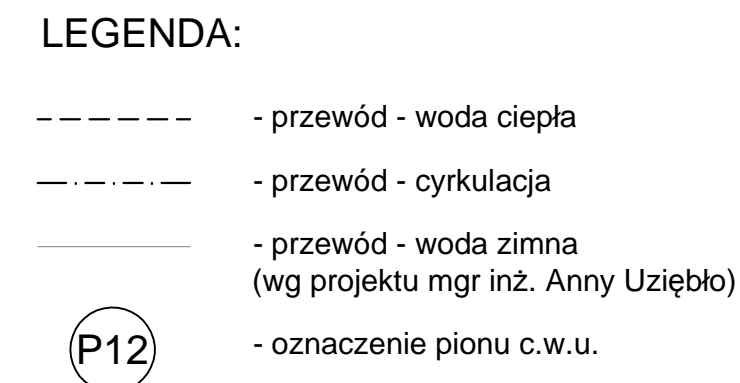 LEGENDA:
- przewód - woda ciepła
- przewód - cyrkulacja
- przewód - woda zimna
(wg projektu mgr inż. Anny Uziębło)
P12 - oznaczenie pionu c.w.u.